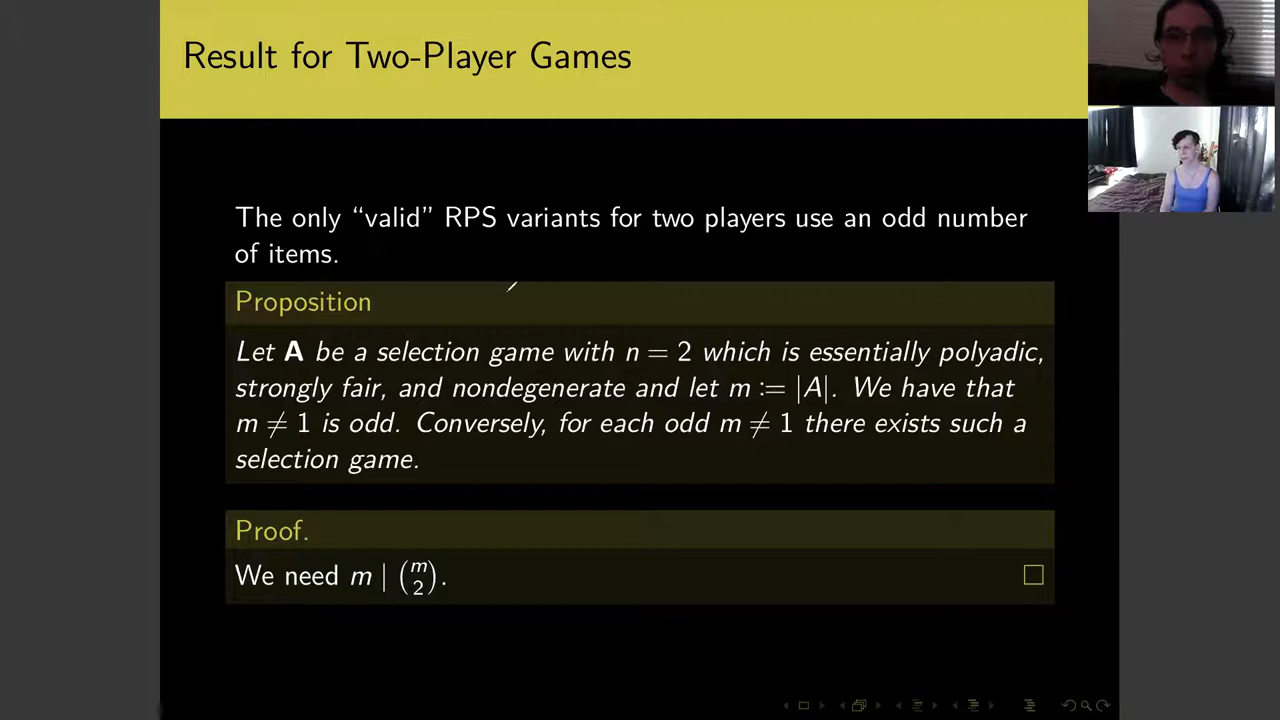 Result for Two-Player Games
The only “valid” RPS variants for two players use an odd number
of items.
Proposition
Let A be a selection game with n = 2 which is essentially polyadic,
strongly fair, and nondegenerate and let m := |A|. We have that
m ≠ 1 is odd. Conversely, for each odd m ≠ 1 there exists such a
selection game.
Proof.
We need m | (m 2). □